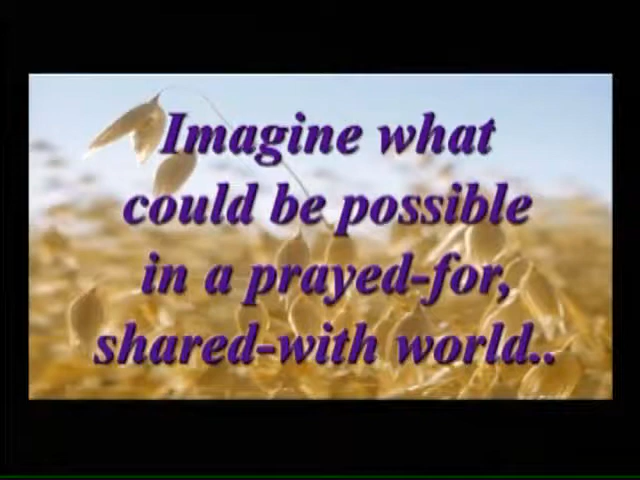 Imagine what
could be possible
in a prayed-for,
shared-with world..